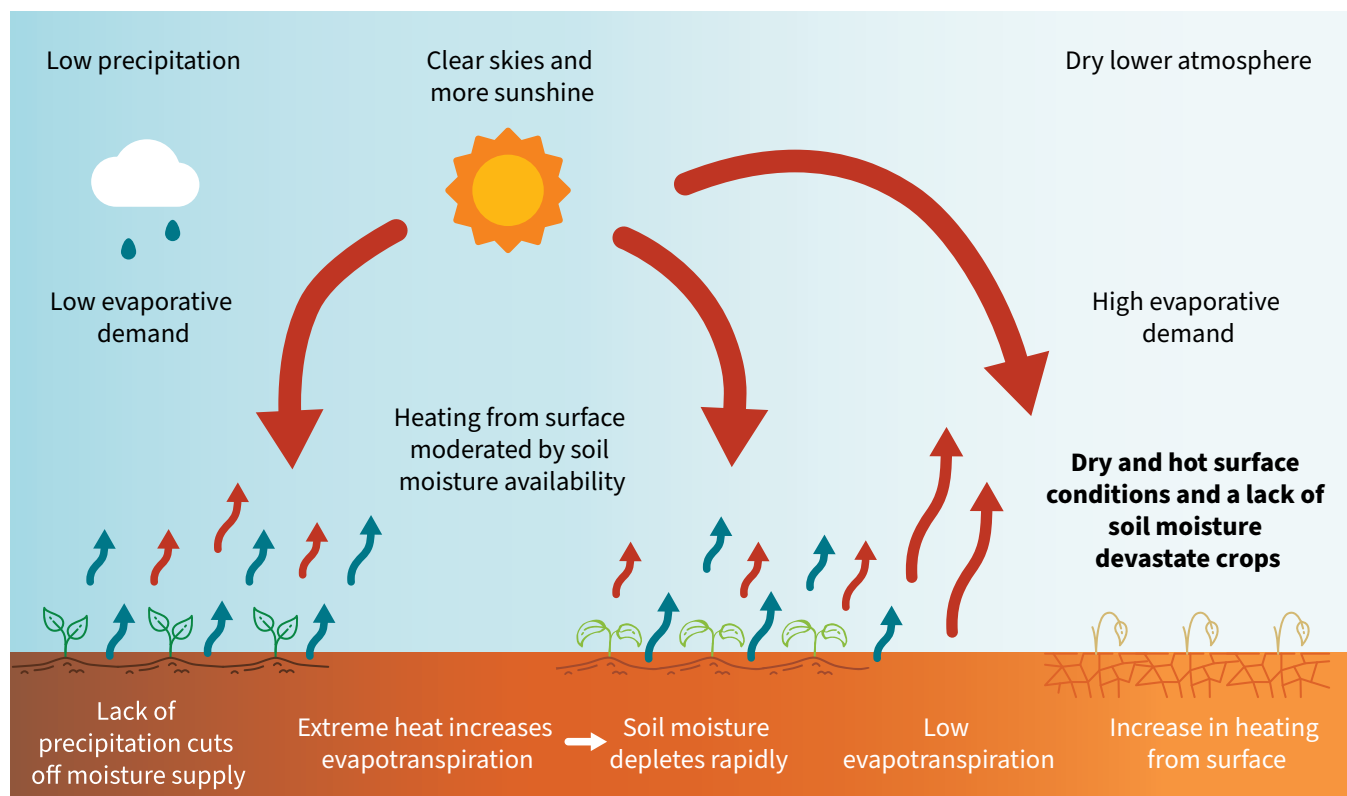 Low precipitation
Clear skies and
more sunshine
Dry lower atmosphere
Low evaporative
demand
High evaporative
demand
Heating from surface
moderated by soil
moisture availability
Dry and hot surface
conditions and a lack of
soil moisture
devastate crops
Lack of
precipitation cuts
off moisture supply
Extreme heat increases
evapotranspiration
Soil moisture
depletes rapidly
Low
evapotranspiration
Increase in heating
from surface